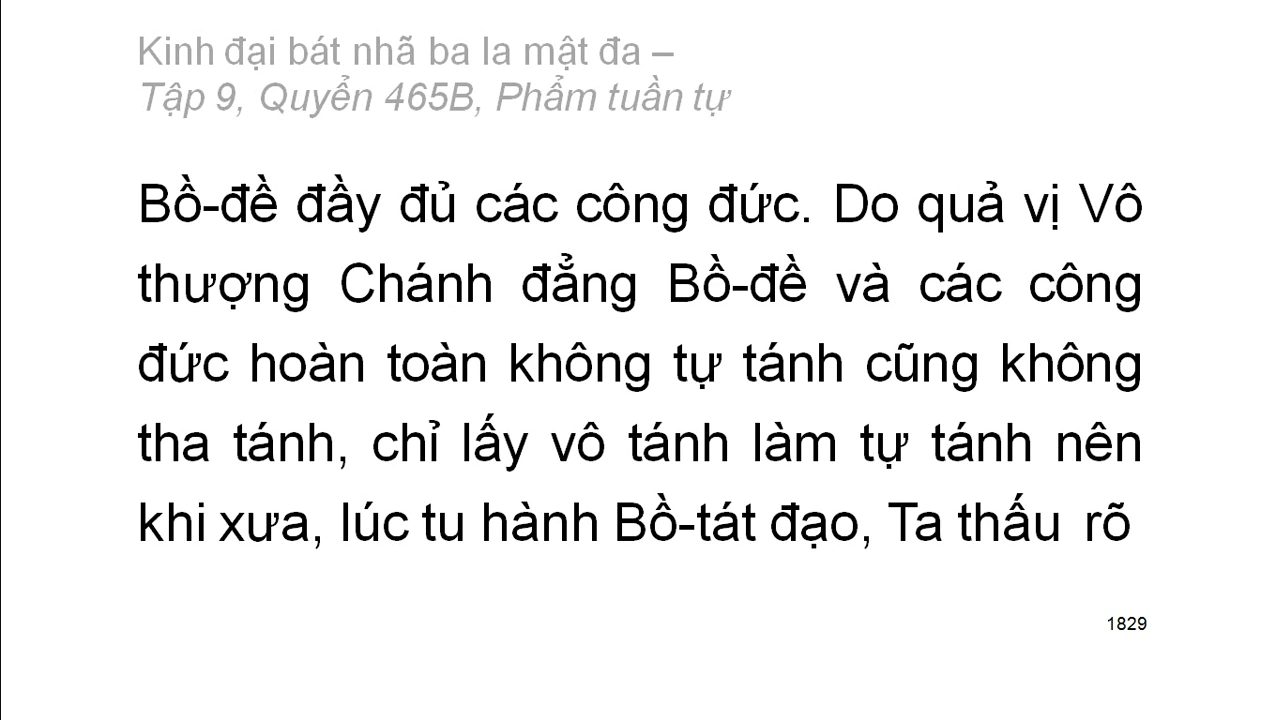 Kinh đại bát nhã ba la mật đa –
Tập 9, Quyển 465B, Phẩm tuần tự
Bồ-đề đầy đủ các công đức. Do quả vị Vô
thượng Chánh đẳng Bồ-đề và các công
đức hoàn toàn không tự tánh cũng không
tha tánh, chỉ lấy vô tánh làm tự tánh nên
khi xưa, lúc tu hành Bồ-tát đạo, Ta thấu rõ
1829